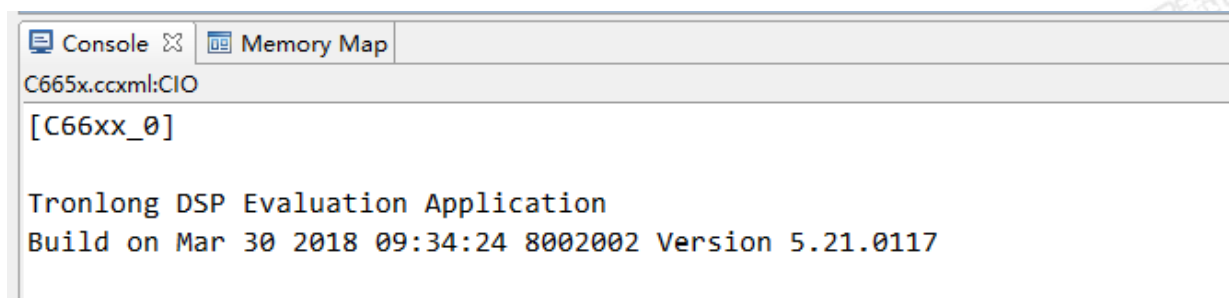 Console Memory Map
C665x.ccxml:CIO
[C66xx_0]
Tronlong DSP Evaluation Application
Build on Mar 30 2018 09:34:24 8002002 Version 5.21.0117